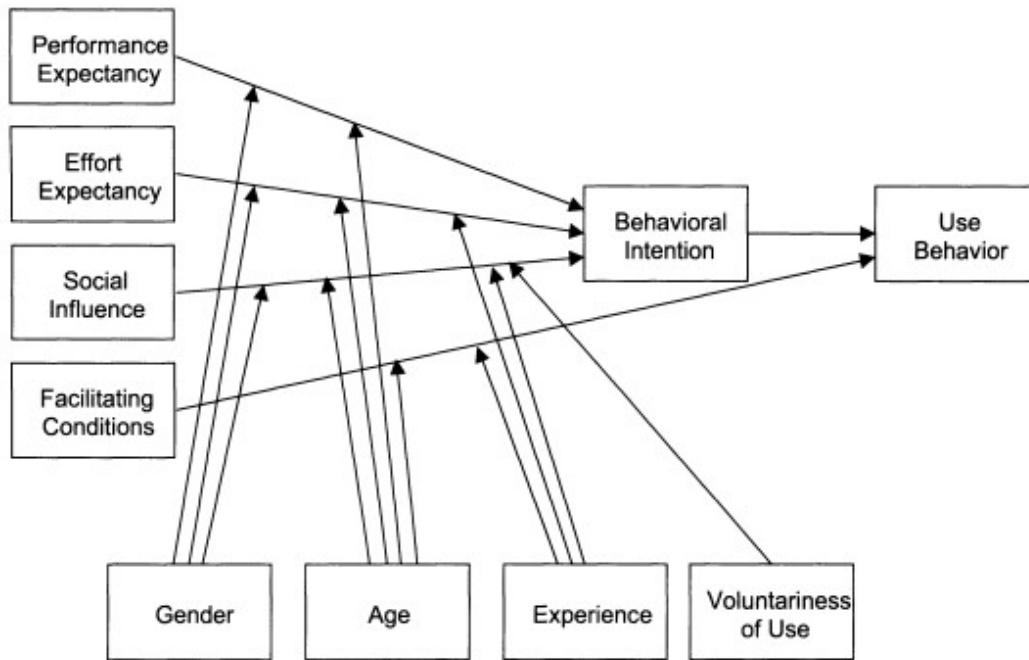 Performance
Expectancy
Effort
Expectancy
Social
Influence
Facilitating
Conditions
Behavioral
Intention
Use
Behavior
Gender
Age
Experience
Voluntariness
of Use